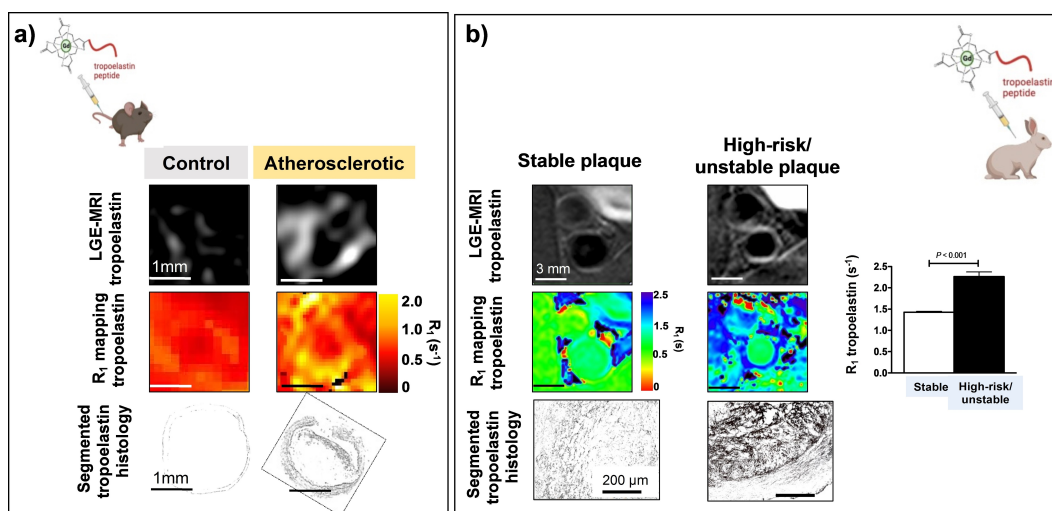 a)
Gd
tropoelastin
peptide
Control
Atherosclerotic
LGE-MRI
tropoelastin
1mm
R₁ mapping
tropoelastin
2.0
1.0
0.5
0
R₁ (s⁻¹)
Segmented
tropoelastin
histology
1mm
b)
Gd
tropoelastin
peptide
Stable plaque
High-risk/
unstable plaque
LGE-MRI
tropoelastin
3 mm
R₁ mapping
tropoelastin
2.5
1.5
0.5
0
R₁ (s)
Segmented
tropoelastin
histology
200 µm
P < 0.001
R₁ tropoelastin (s⁻¹)
2.5
2.0
1.5
1.0
0.5
0.0
Stable
High-risk/
unstable